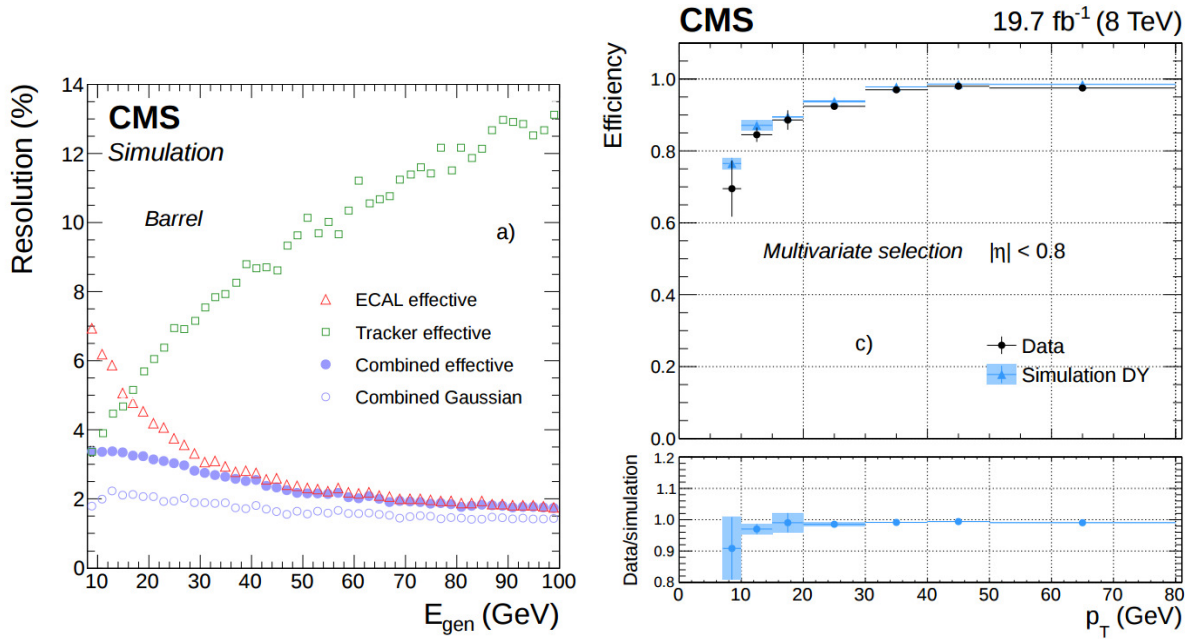 CMS
Simulation
Barrel
a)
Resolution (%)
14
12
10
8
6
4
2
0
ECAL effective
Tracker effective
Combined effective
Combined Gaussian
10 20 30 40 50 60 70 80 90 100
E_gen (GeV)
CMS 19.7 fb⁻¹ (8 TeV)
Efficiency
1.0
0.8
0.6
0.4
0.2
0.0
Multivariate selection |η| < 0.8
c)
Data
Simulation DY
Data/simulation
1.2
1.1
1.0
0.9
0.8
0 10 20 30 40 50 60 70 80
p_T (GeV)